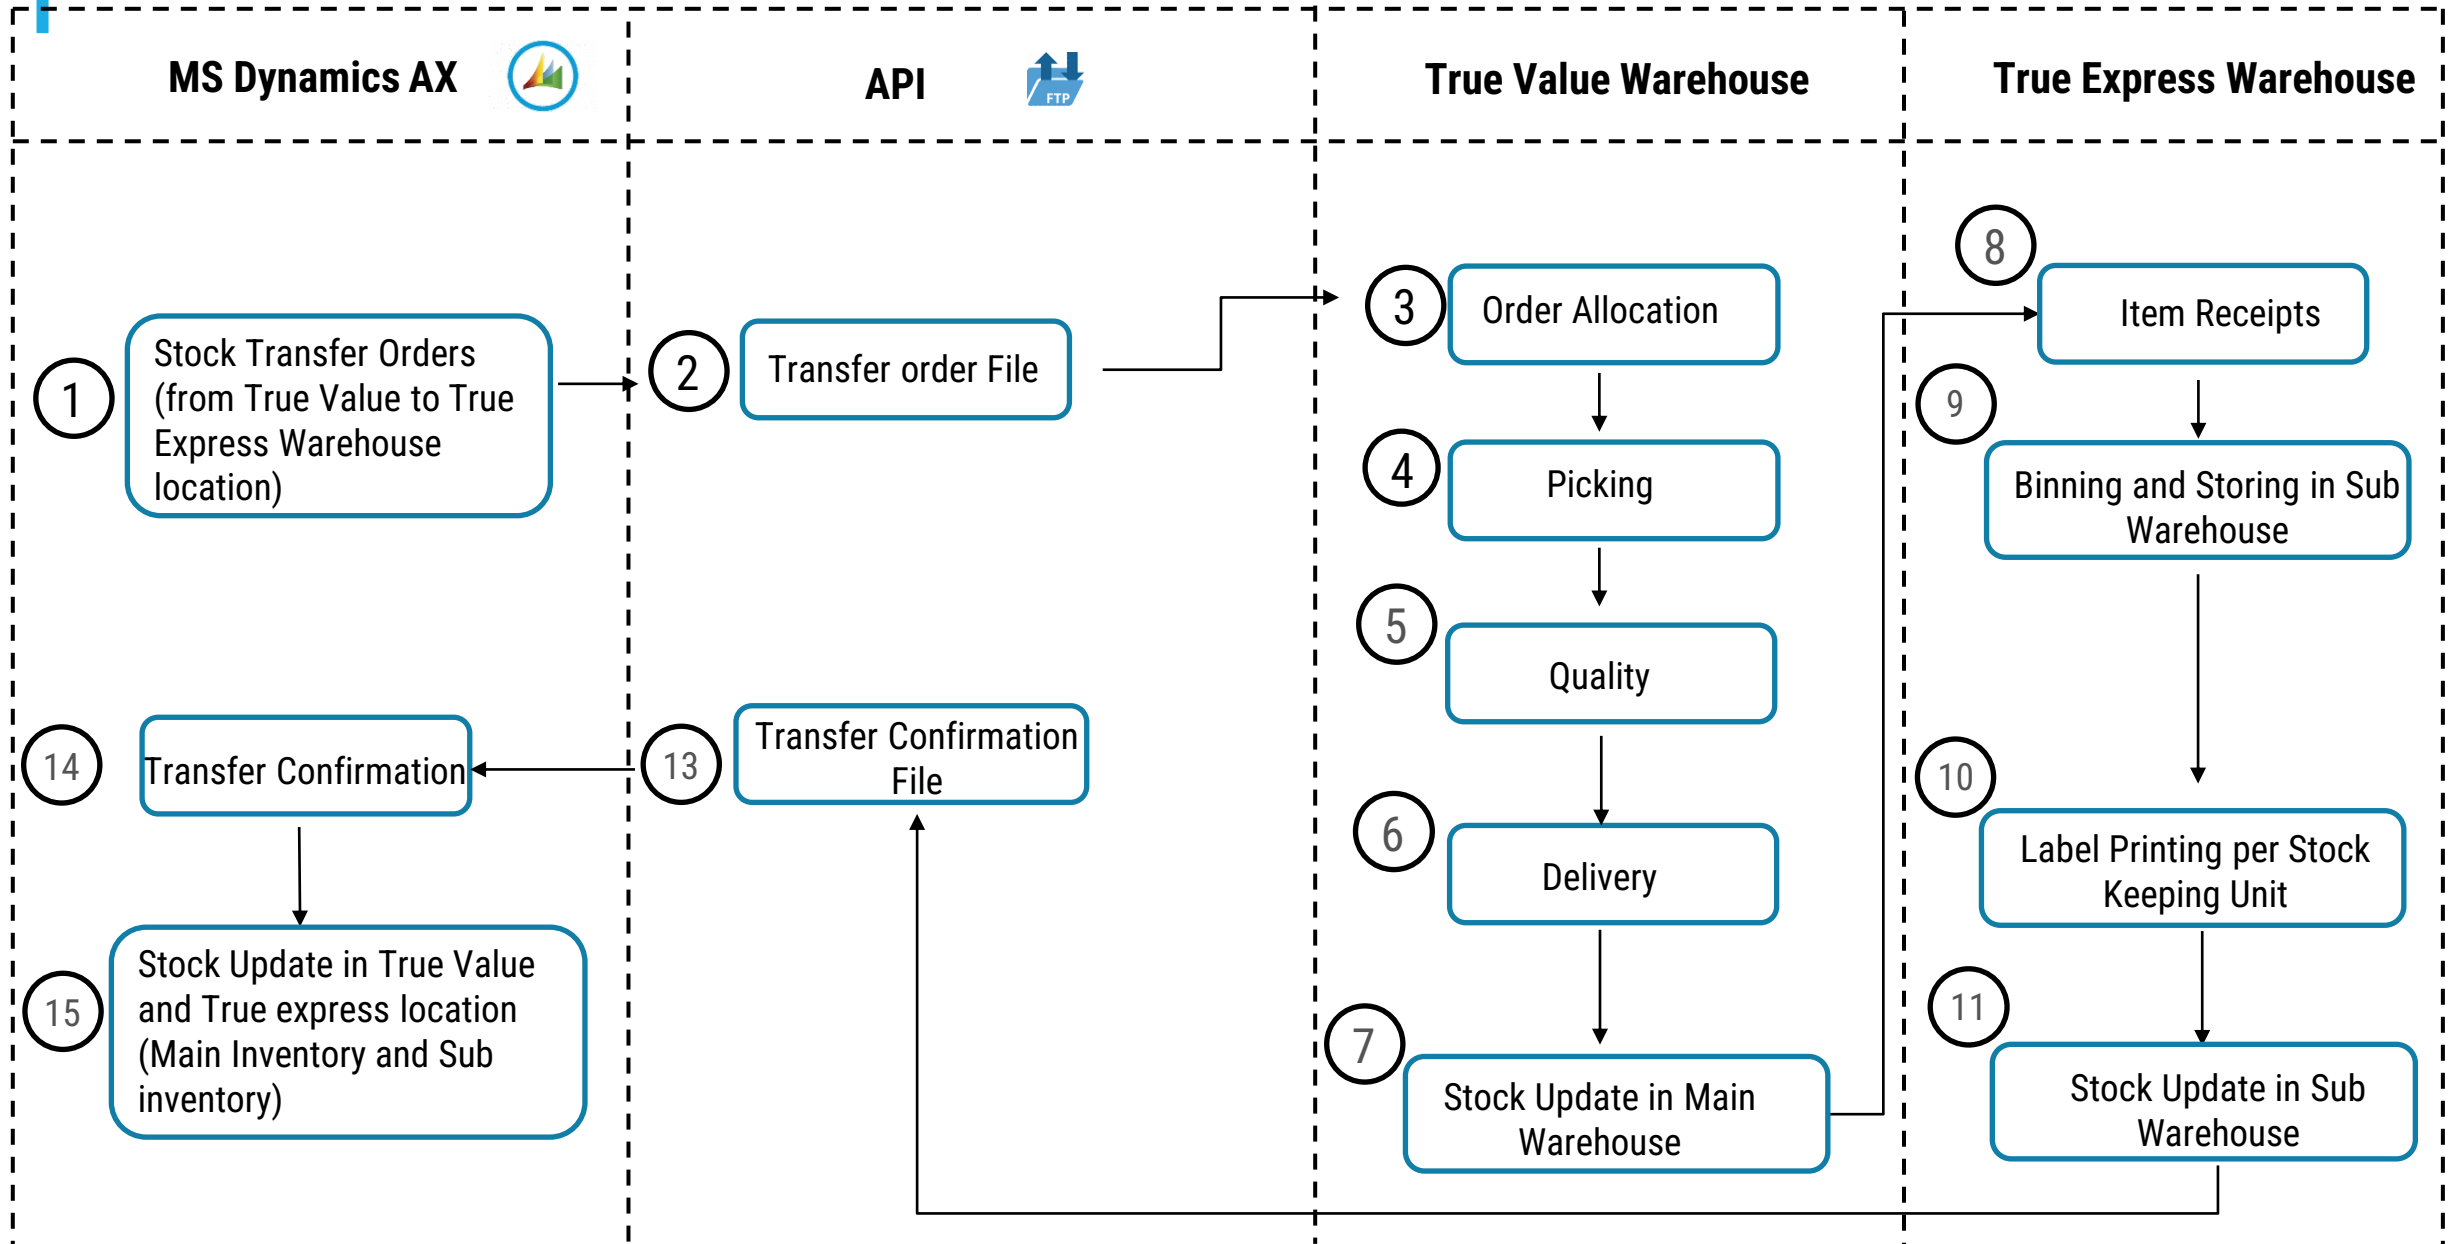 MS Dynamics AX
API
FTP
True Value Warehouse
True Express Warehouse
1
Stock Transfer Orders
(from True Value to True
Express Warehouse
location)
2
Transfer order File
3
Order Allocation
4
Picking
5
Quality
6
Delivery
7
Stock Update in Main
Warehouse
8
Item Receipts
9
Binning and Storing in Sub
Warehouse
10
Label Printing per Stock
Keeping Unit
11
Stock Update in Sub
Warehouse
13
Transfer Confirmation
File
14
Transfer Confirmation
15
Stock Update in True Value
and True express location
(Main Inventory and Sub
inventory)